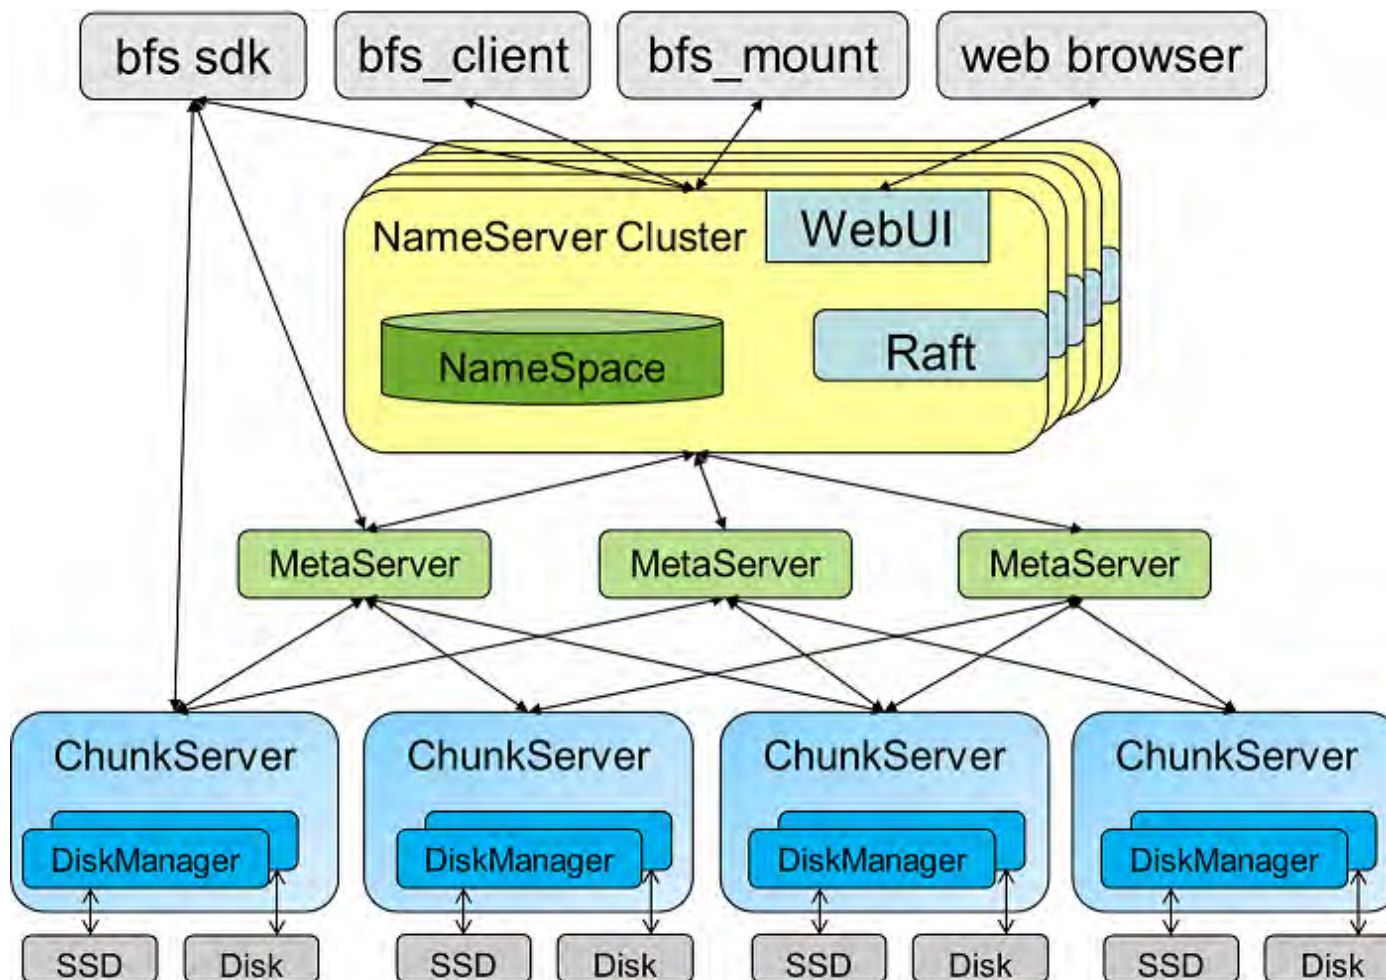 bfs sdk
bfs_client
bfs_mount
web browser
NameServer Cluster
WebUI
NameSpace
Raft
MetaServer
MetaServer
MetaServer
ChunkServer
ChunkServer
ChunkServer
ChunkServer
DiskManager
DiskManager
DiskManager
DiskManager
SSD
Disk
SSD
Disk
SSD
Disk
SSD
Disk